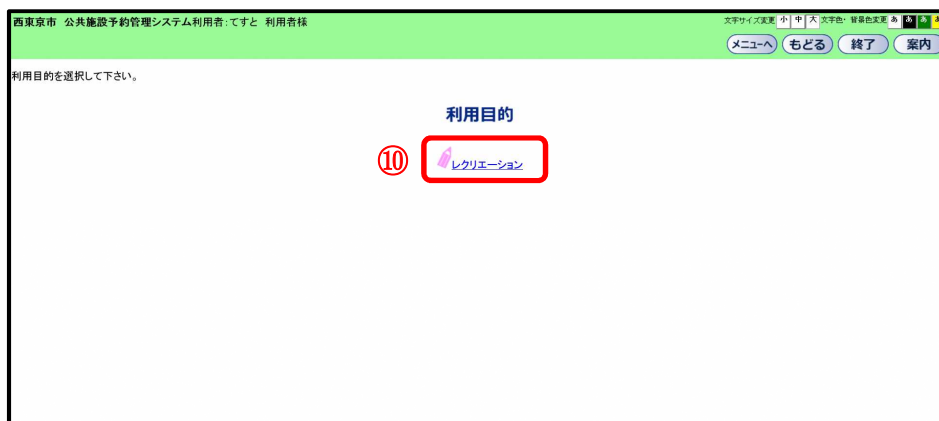 西東京市 公共施設予約管理システム利用者:てすと 利用者様
文字サイズ変更 小 中 大 文字色・背景色変更 あ あ あ あ
メニューへ もどる 終了 案内
利用目的を選択して下さい。
利用目的
⑩ レクリエーション